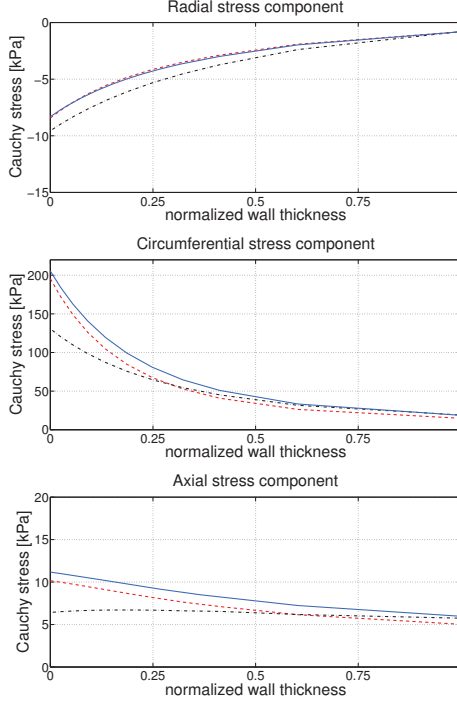 Radial stress component
Cauchy stress [kPa]
0
−5
−10
−15
0 0.25 0.5 0.75
normalized wall thickness
Circumferential stress component
Cauchy stress [kPa]
200
150
100
50
0
0 0.25 0.5 0.75
normalized wall thickness
Axial stress component
Cauchy stress [kPa]
20
15
10
5
0
0 0.25 0.5 0.75
normalized wall thickness